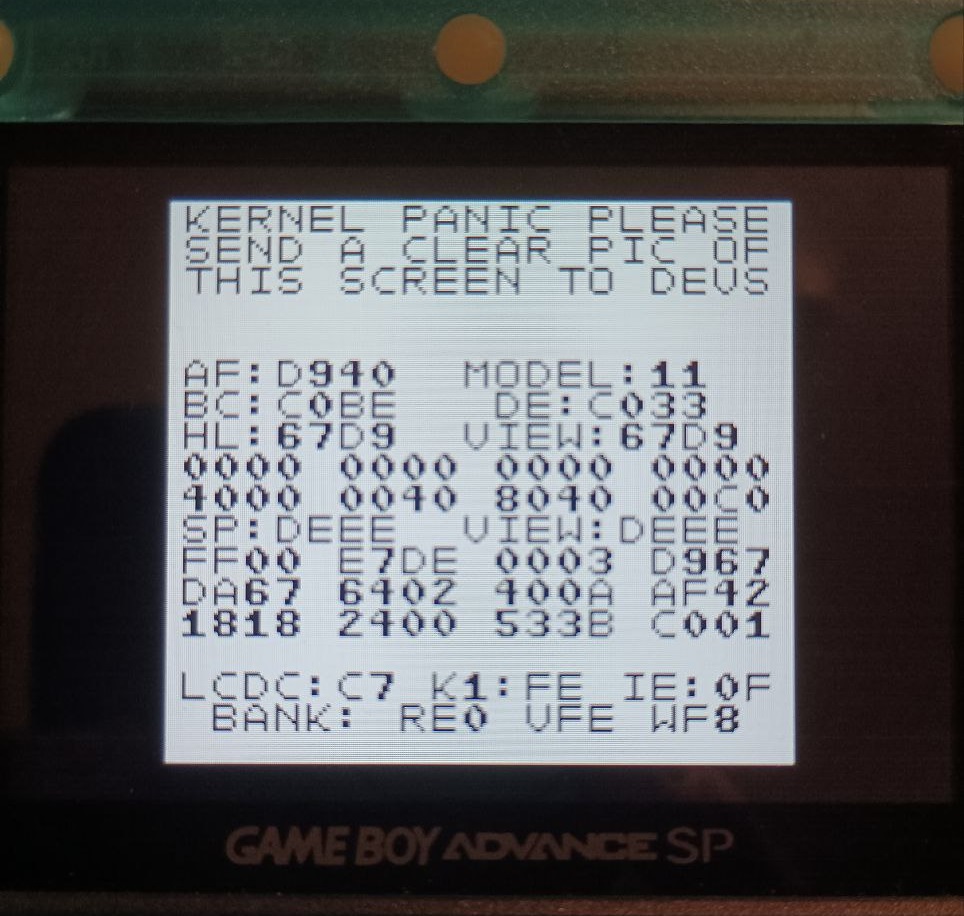 KERNEL PANIC PLEASE
SEND A CLEAR PIC OF
THIS SCREEN TO DEVS
AF:D940 MODEL:11
BC:C0BE DE:C033
HL:67D9 VIEW:67D9
0000 0000 0000 0000
4000 0040 8040 00C0
SP:DEEE VIEW:DEEE
FF00 E7DE 0003 D967
DA67 6402 400A AF42
1818 2400 533B C001
LCDC:C7 K1:FE IE:0F
BANK: RE0 VFE WF8
GAME BOY ADVANCE SP